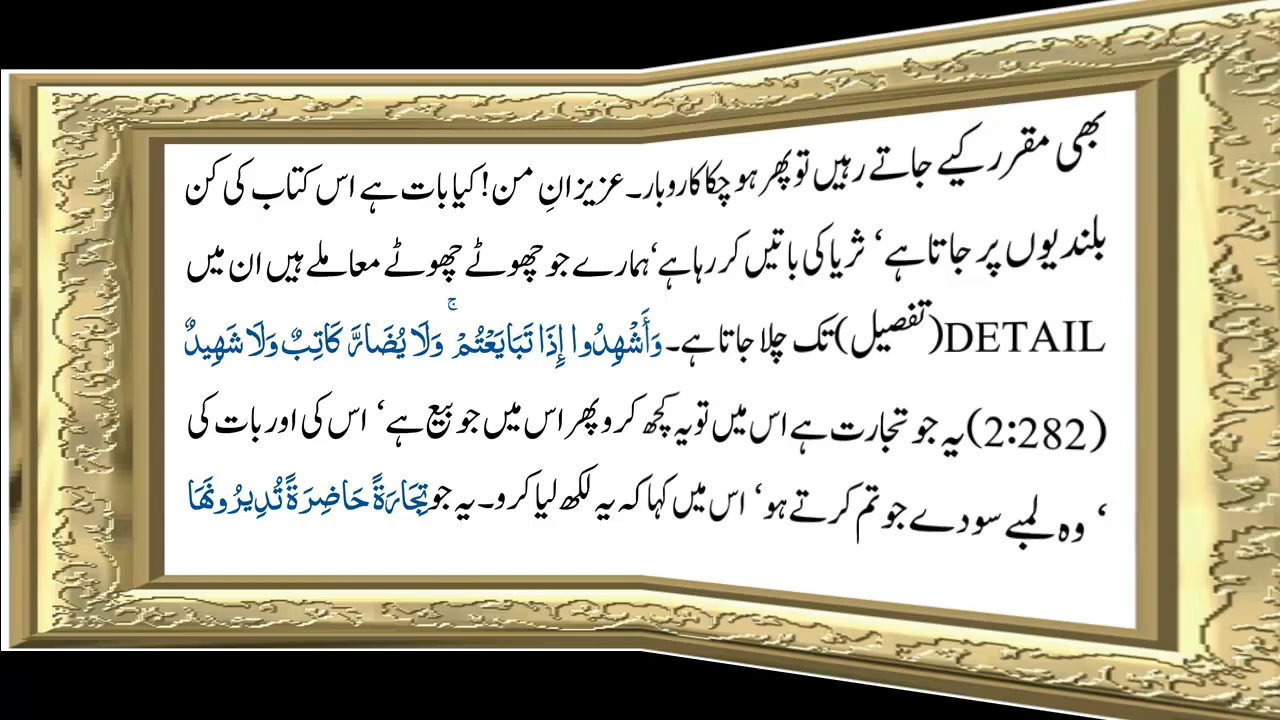 بھی مقرر کیے جاتے رہیں تو پھر ہو چکا کاروبار۔ عزیزانِ من! کیا بات ہے اس کتاب کی کن
بلندیوں پر جاتا ہے، ثریا کی باتیں کر رہا ہے، ہمارے جو چھوٹے چھوٹے معاملے ہیں ان میں
DETAIL (تفصیل) تک چلا جاتا ہے۔ وَأَشْهِدُوا إِذَا تَبَايَعْتُمْ ۚ وَلَا يُضَارَّ كَاتِبٌ وَلَا شَهِيدٌ
(2:282) یہ جو تجارت ہے اس میں تو یہ کچھ کرو پھر اس میں جو بیع ہے، اس کی اور بات کی
، وہ لمبے سودے جو تم کرتے ہو، اس میں کہا کہ یہ لکھ لیا کرو۔ یہ جو تِجَارَةً حَاضِرَةً تُدِيرُونَهَا